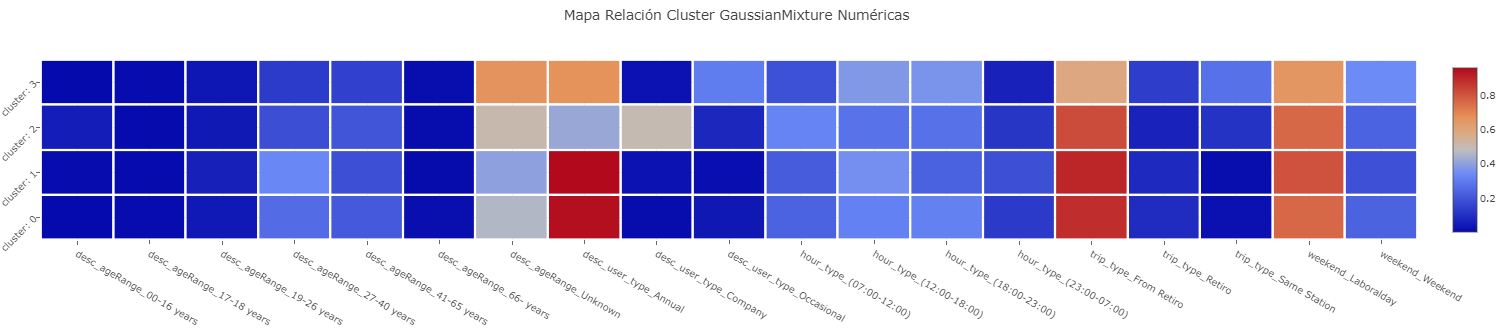 Mapa Relación Cluster GaussianMixture Numéricas
cluster: 3
cluster: 2
cluster: 1
cluster: 0
0.8
0.6
0.4
0.2
desc_ageRange_00-16 years
desc_ageRange_17-18 years
desc_ageRange_19-26 years
desc_ageRange_27-40 years
desc_ageRange_41-65 years
desc_ageRange_66- years
desc_ageRange_Unknown
desc_user_type_Annual
desc_user_type_Company
desc_user_type_Occasional
hour_type_(07:00-12:00)
hour_type_(12:00-18:00)
hour_type_(18:00-23:00)
hour_type_(23:00-07:00)
trip_type_From Retiro
trip_type_Retiro
trip_type_Same Station
weekend_Laboralday
weekend_Weekend